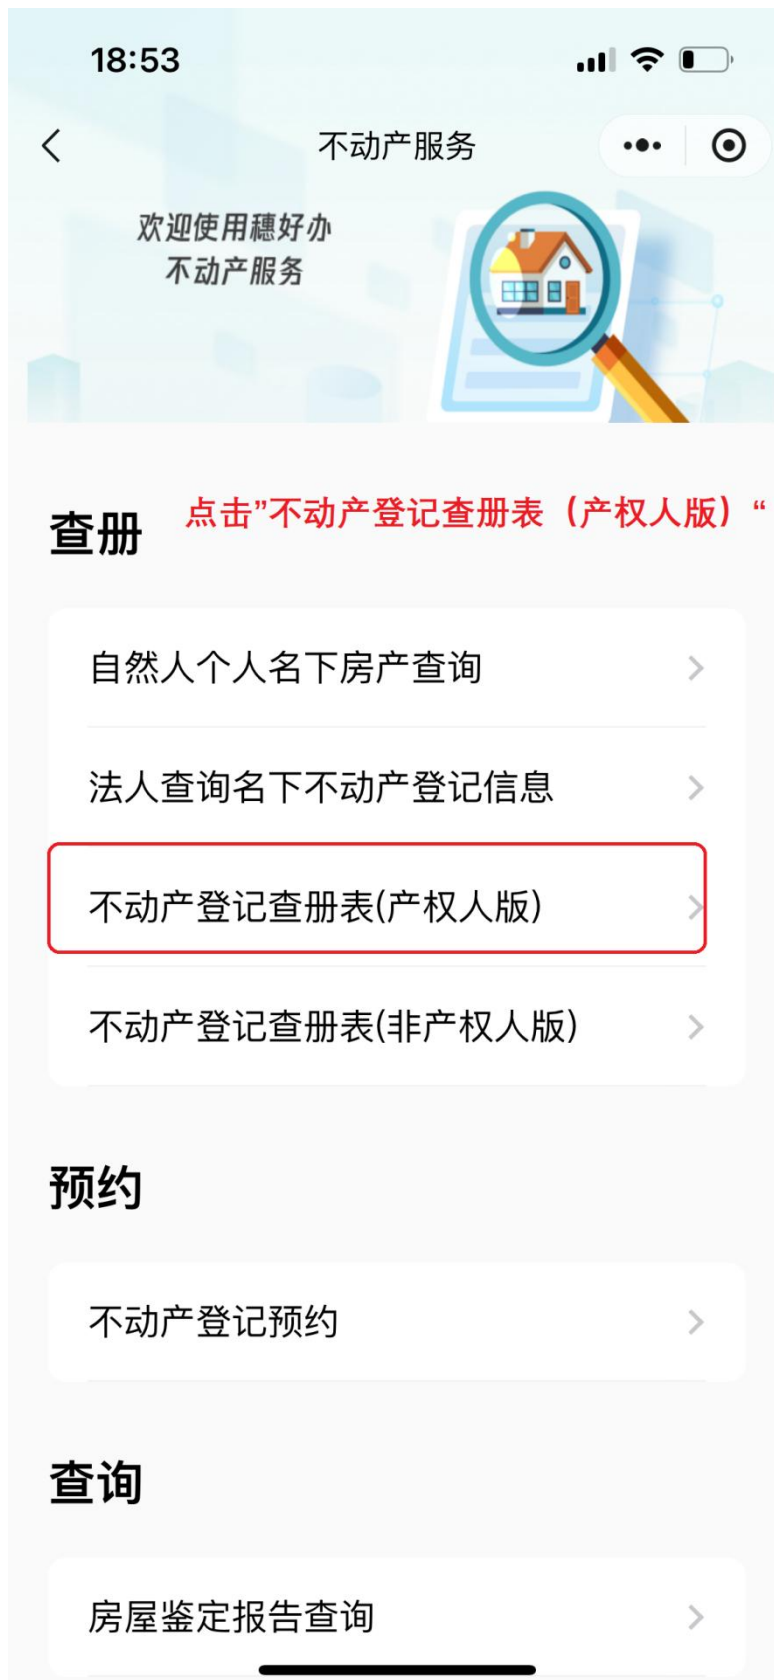 18:53
不动产服务
欢迎使用穗好办
不动产服务
查册
点击”不动产登记查册表（产权人版）“
自然人个人名下房产查询
法人查询名下不动产登记信息
不动产登记查册表(产权人版)
不动产登记查册表(非产权人版)
预约
不动产登记预约
查询
房屋鉴定报告查询